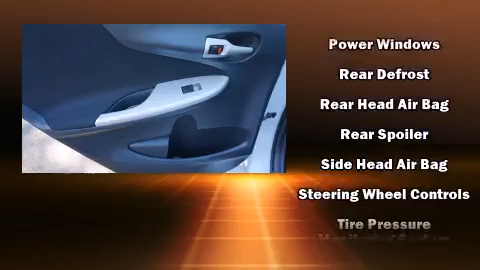 Power Windows
Rear Defrost
Rear Head Air Bag
Rear Spoiler
Side Head Air Bag
Steering Wheel Controls
Tire Pressure